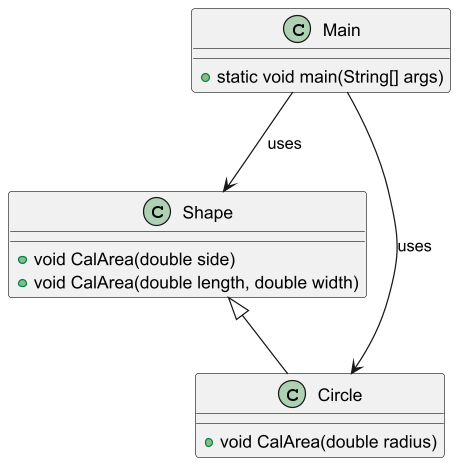 C Main
static void main(String[] args)
uses
C Shape
void CalArea(double side)
void CalArea(double length, double width)
uses
C Circle
void CalArea(double radius)